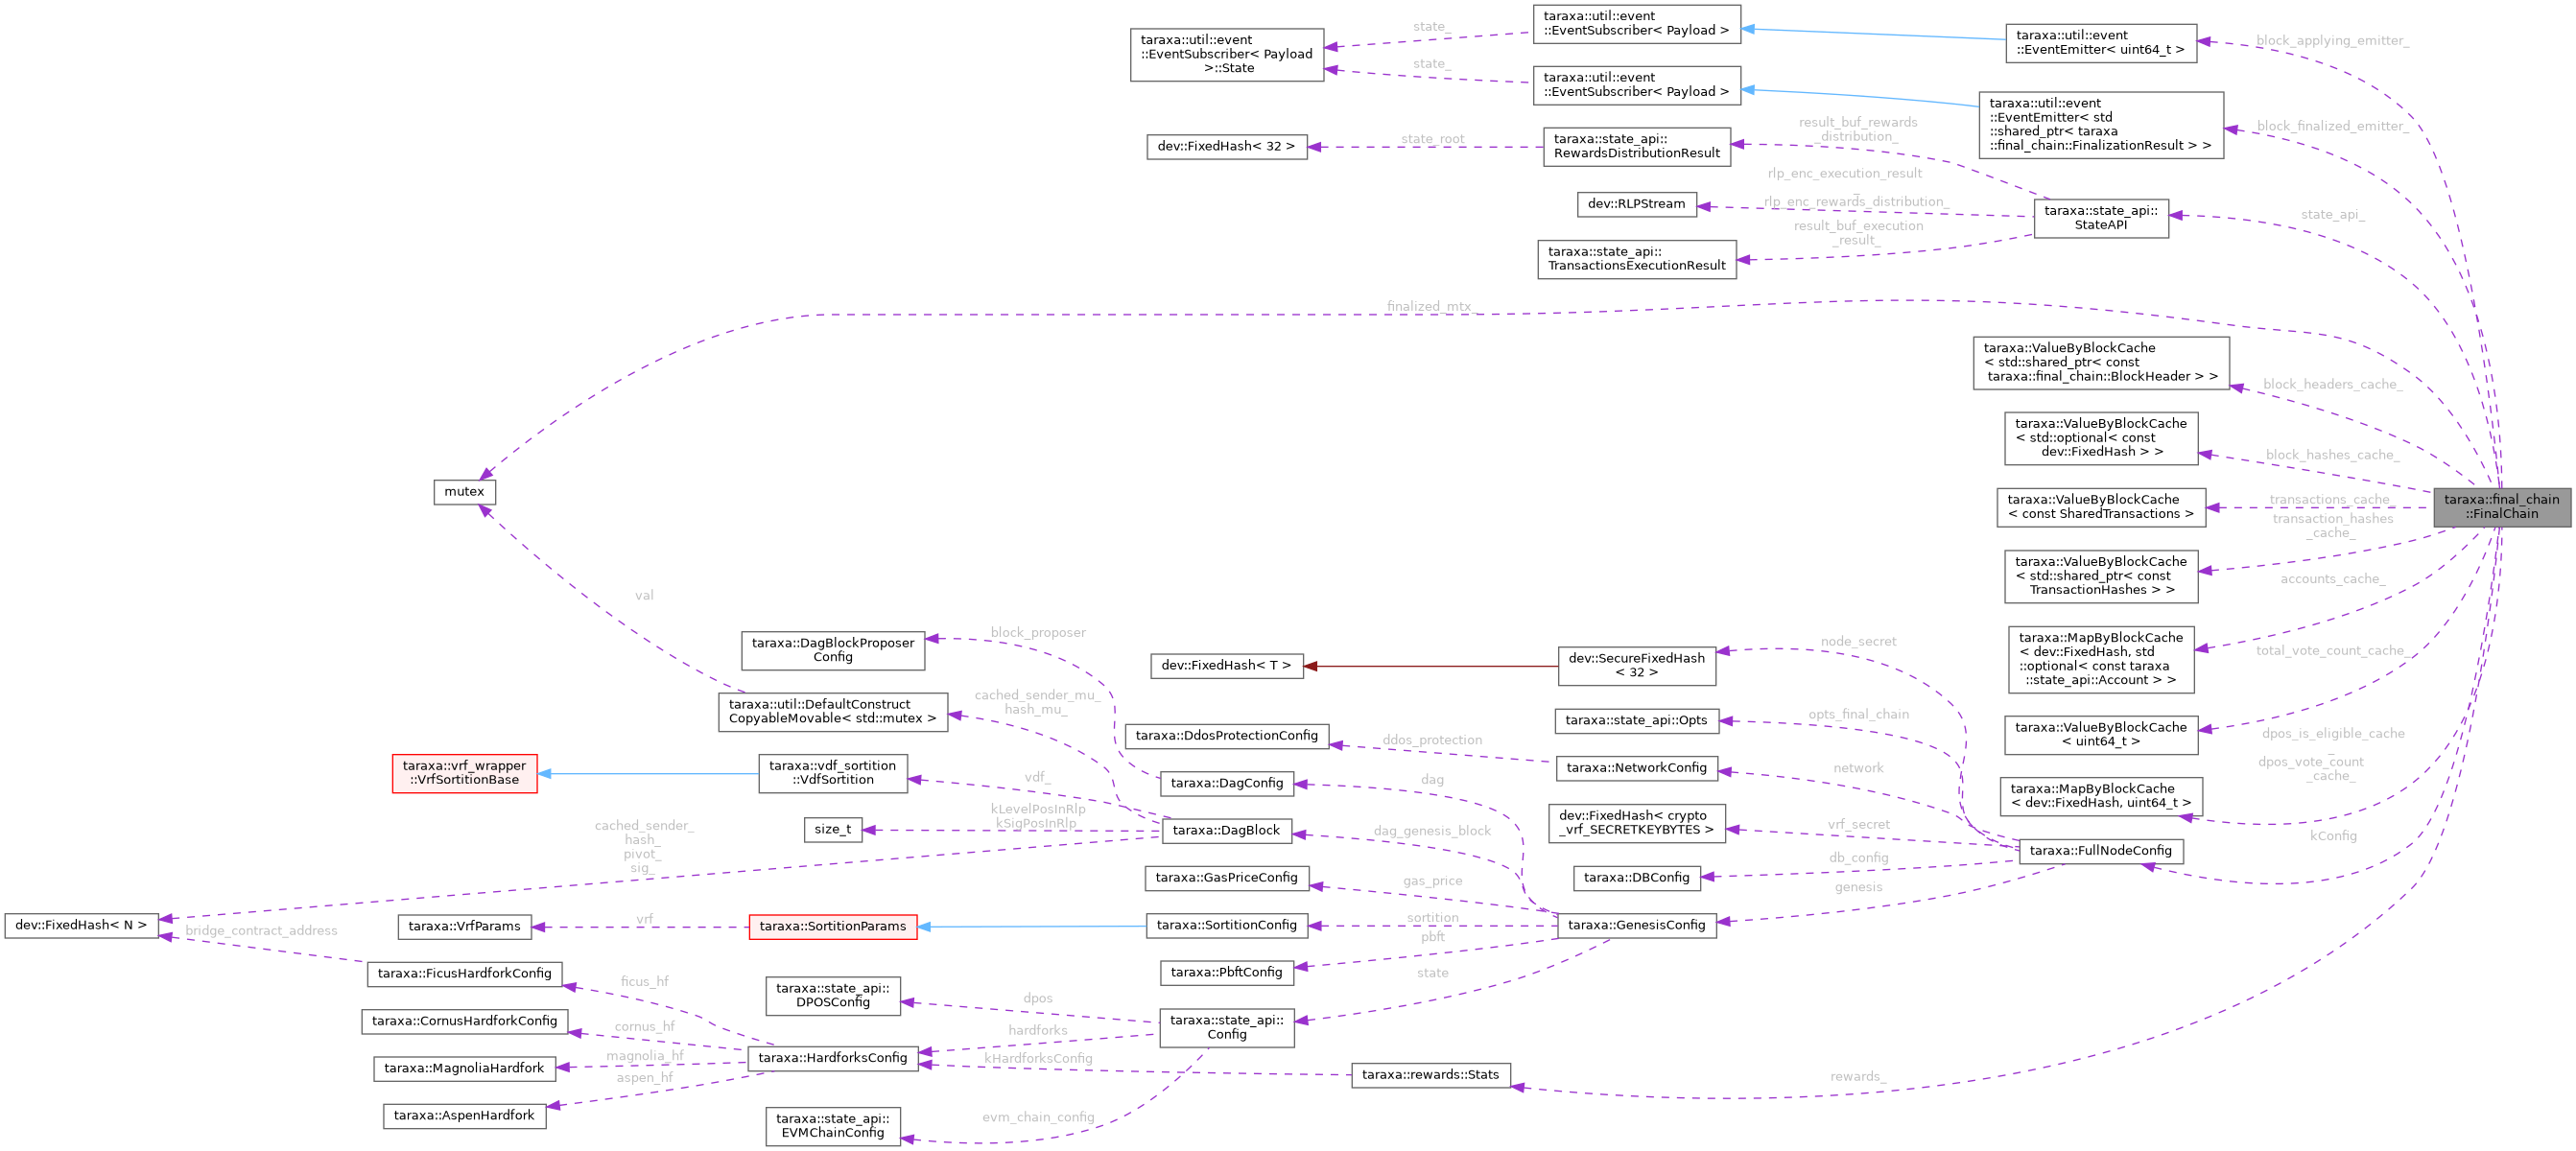 taraxa::util::event
::EventSubscriber< Payload
>::State
state_
state_
taraxa::util::event
::EventSubscriber< Payload >
taraxa::util::event
::EventSubscriber< Payload >
taraxa::util::event
::EventEmitter< uint64_t >
block_applying_emitter_
taraxa::util::event
::EventEmitter< std
::shared_ptr< taraxa
::final_chain::FinalizationResult > >
block_finalized_emitter_
dev::FixedHash< 32 >
state_root
taraxa::state_api::
RewardsDistributionResult
result_buf_rewards
_distribution_
dev::RLPStream
rlp_enc_execution_result
_
rlp_enc_rewards_distribution_
taraxa::state_api::
TransactionsExecutionResult
result_buf_execution
_result_
taraxa::state_api::
StateAPI
state_api_
finalized_mtx_
taraxa::ValueByBlockCache
< std::shared_ptr< const
taraxa::final_chain::BlockHeader > >
block_headers_cache_
taraxa::ValueByBlockCache
< std::optional< const
dev::FixedHash > >
block_hashes_cache_
mutex
taraxa::ValueByBlockCache
< const SharedTransactions >
transactions_cache_
taraxa::final_chain
::FinalChain
transaction_hashes
_cache_
taraxa::ValueByBlockCache
< std::shared_ptr< const
TransactionHashes > >
accounts_cache_
val
taraxa::MapByBlockCache
< dev::FixedHash, std
::optional< const taraxa
::state_api::Account > >
total_vote_count_cache_
taraxa::DagBlockProposer
Config
block_proposer
dev::FixedHash< T >
dev::SecureFixedHash
< 32 >
node_secret
taraxa::util::DefaultConstruct
CopyableMovable< std::mutex >
cached_sender_mu_
hash_mu_
taraxa::DdosProtectionConfig
ddos_protection
taraxa::state_api::Opts
opts_final_chain
taraxa::ValueByBlockCache
< uint64_t >
dpos_is_eligible_cache
_
dpos_vote_count
_cache_
taraxa::vrf_wrapper
::VrfSortitionBase
taraxa::vdf_sortition
::VdfSortition
vdf_
taraxa::DagConfig
dag
taraxa::NetworkConfig
network
taraxa::MapByBlockCache
< dev::FixedHash, uint64_t >
size_t
kLevelPosInRlp
kSigPosInRlp
taraxa::DagBlock
dag_genesis_block
dev::FixedHash< crypto
_vrf_SECRETKEYBYTES >
vrf_secret
kConfig
taraxa::FullNodeConfig
cached_sender_
hash_
pivot_
sig_
taraxa::GasPriceConfig
gas_price
taraxa::DBConfig
db_config
genesis
dev::FixedHash< N >
bridge_contract_address
taraxa::VrfParams
vrf
taraxa::SortitionParams
taraxa::SortitionConfig
sortition
taraxa::GenesisConfig
pbft
taraxa::FicusHardforkConfig
ficus_hf
taraxa::state_api::
DPOSConfig
dpos
taraxa::PbftConfig
state
taraxa::CornusHardforkConfig
cornus_hf
taraxa::state_api::
Config
hardforks
taraxa::MagnoliaHardfork
magnolia_hf
taraxa::HardforksConfig
kHardforksConfig
taraxa::rewards::Stats
rewards_
taraxa::AspenHardfork
aspen_hf
taraxa::state_api::
EVMChainConfig
evm_chain_config